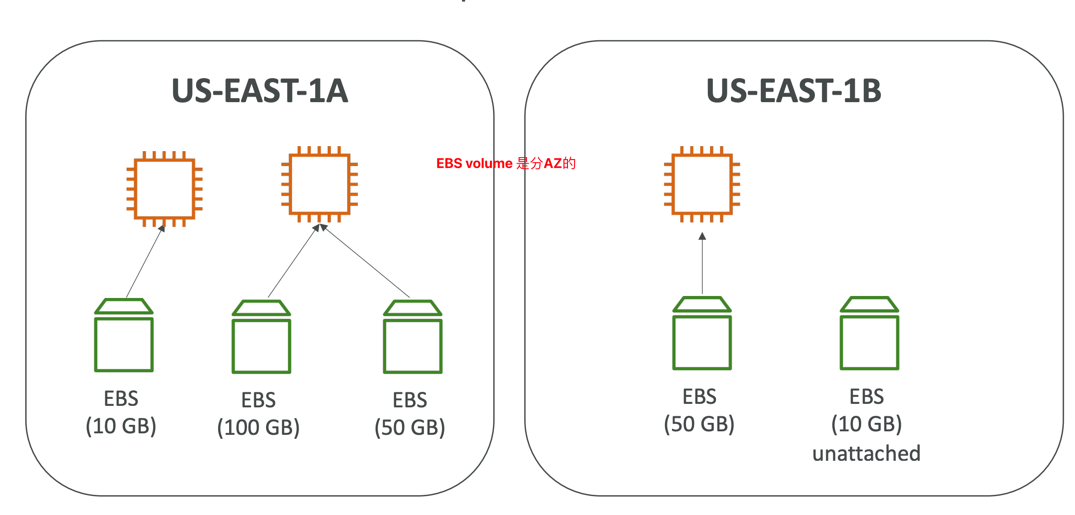 US-EAST-1A
US-EAST-1B
EBS volume 是分AZ的
EBS
(10 GB)
EBS
(100 GB)
EBS
(50 GB)
EBS
(50 GB)
EBS
(10 GB)
unattached